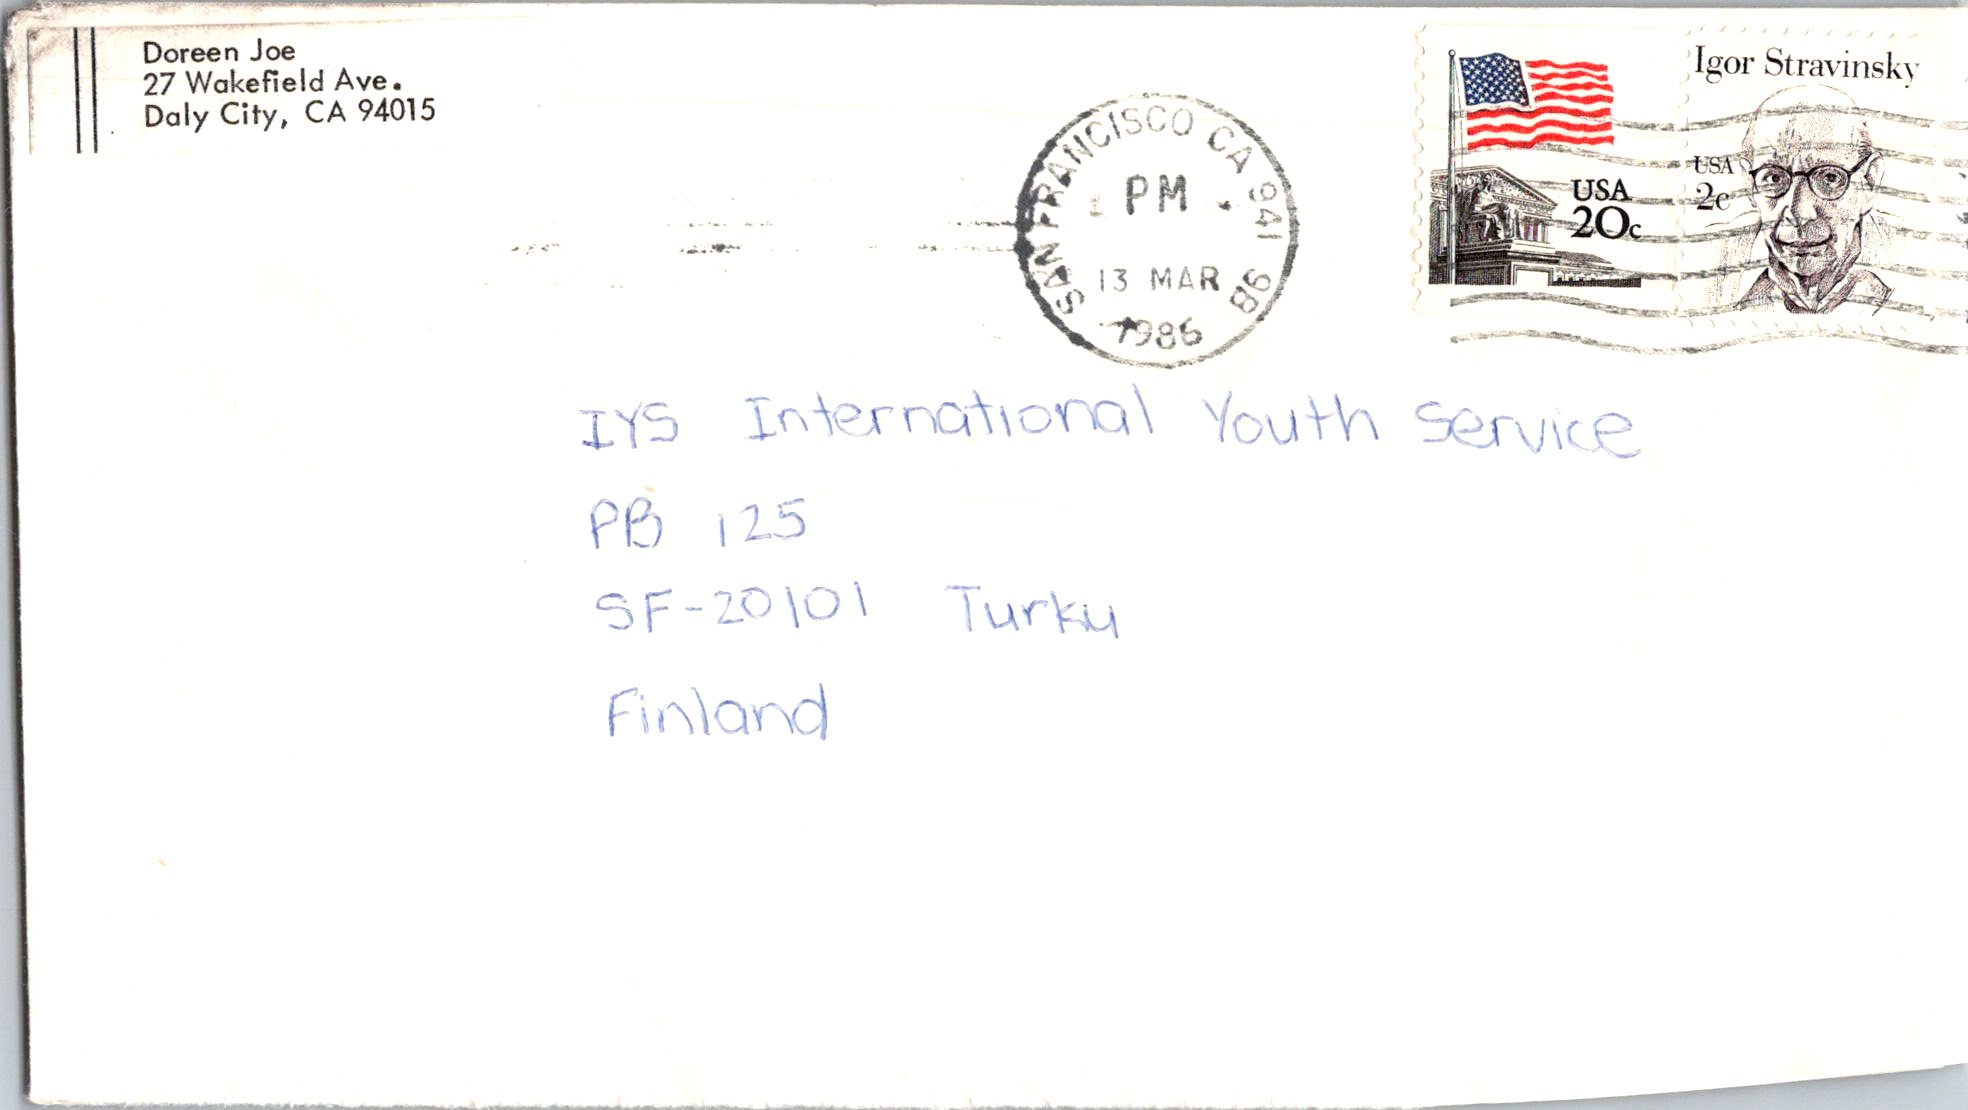 Doreen Joe
27 Wakefield Ave.
Daly City, CA 94015
SAN FRANCISCO CA 941 9B
PM
13 MAR
1986
USA
20c
Igor Stravinsky
USA
2c
IYS International Youth Service
PB 125
SF-20101 Turku
Finland